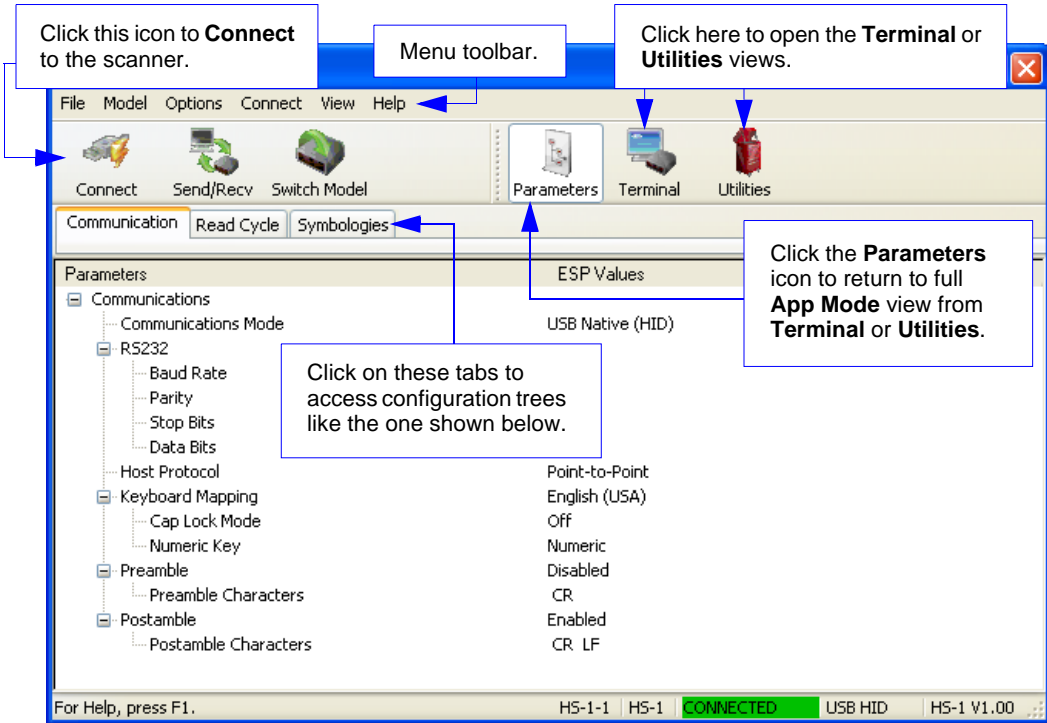 Click this icon to Connect
to the scanner.
Menu toolbar.
Click here to open the Terminal or
Utilities views.
File Model Options Connect View Help
Connect Send/Recv Switch Model Parameters Terminal Utilities
Communication Read Cycle Symbologies
Click the Parameters
icon to return to full
App Mode view from
Terminal or Utilities.
Parameters ESP Values
Communications
Communications Mode USB Native (HID)
RS232
Baud Rate
Parity
Stop Bits
Data Bits
Click on these tabs to
access configuration trees
like the one shown below.
Host Protocol Point-to-Point
Keyboard Mapping English (USA)
Cap Lock Mode Off
Numeric Key Numeric
Preamble Disabled
Preamble Characters CR
Postamble Enabled
Postamble Characters CR LF
For Help, press F1. HS-1-1 HS-1 CONNECTED USB HID HS-1 V1.00